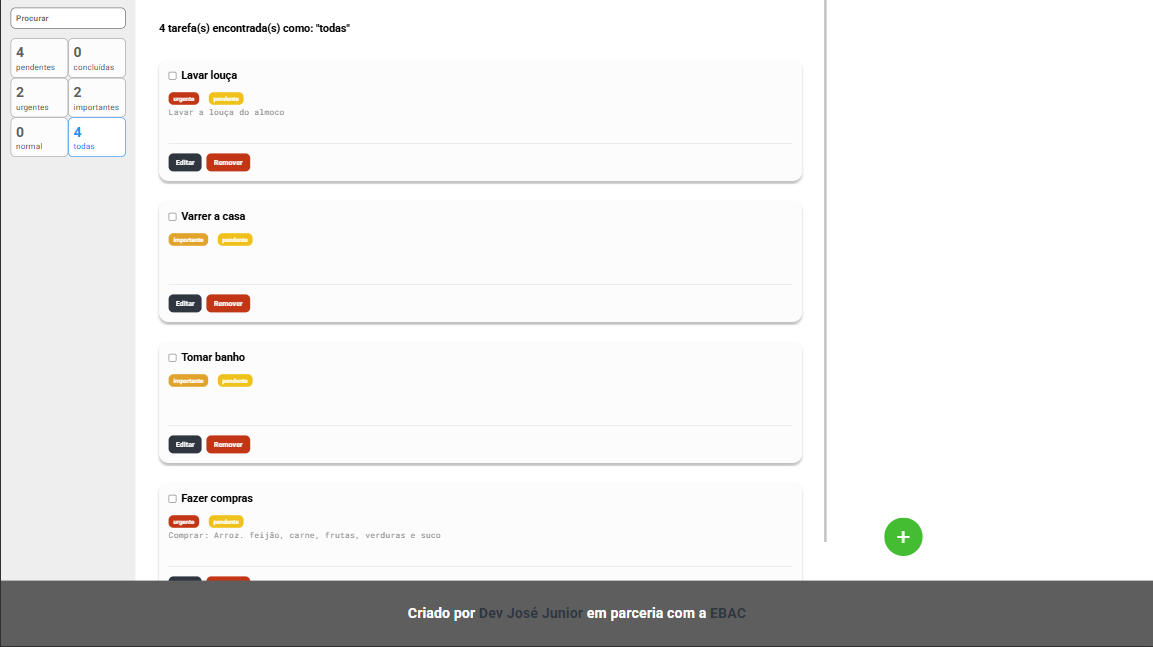 Procurar
4
pendentes
0
concluídas
2
urgentes
2
importantes
0
normal
4
todas
4 tarefa(s) encontrada(s) como: "todas"
Lavar louça
urgente pendente
Lavar a louça do almoco
Editar Remover
Varrer a casa
importante pendente
Editar Remover
Tomar banho
importante pendente
Editar Remover
Fazer compras
urgente pendente
Comprar: Arroz. feijão, carne, frutas, verduras e suco
+
Criado por Dev José Junior em parceria com a EBAC